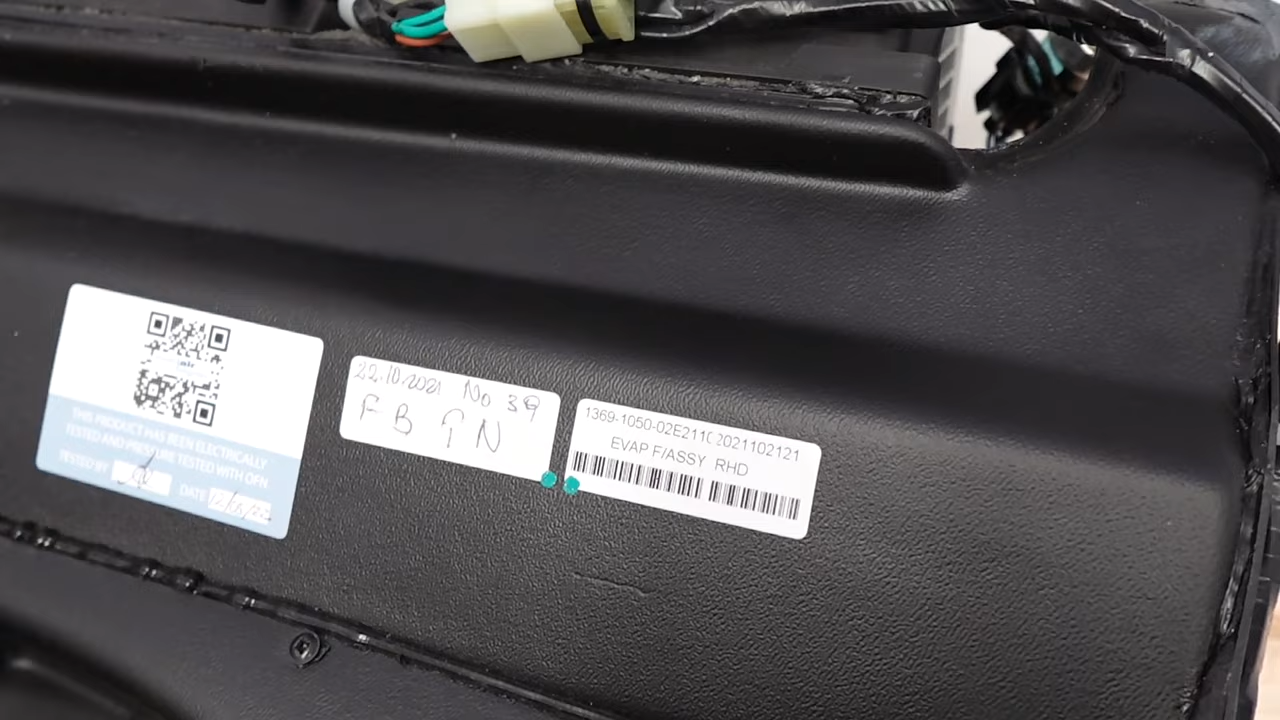 THIS PRODUCT HAS BEEN ELECTRICALLY
TESTED AND PRESSURE TESTED WITH OFN
TESTED BY
DATE
22.10.2021 No 39
F B T N
1369-1050-02E211 2021102121
EVAP F/ASSY RHD